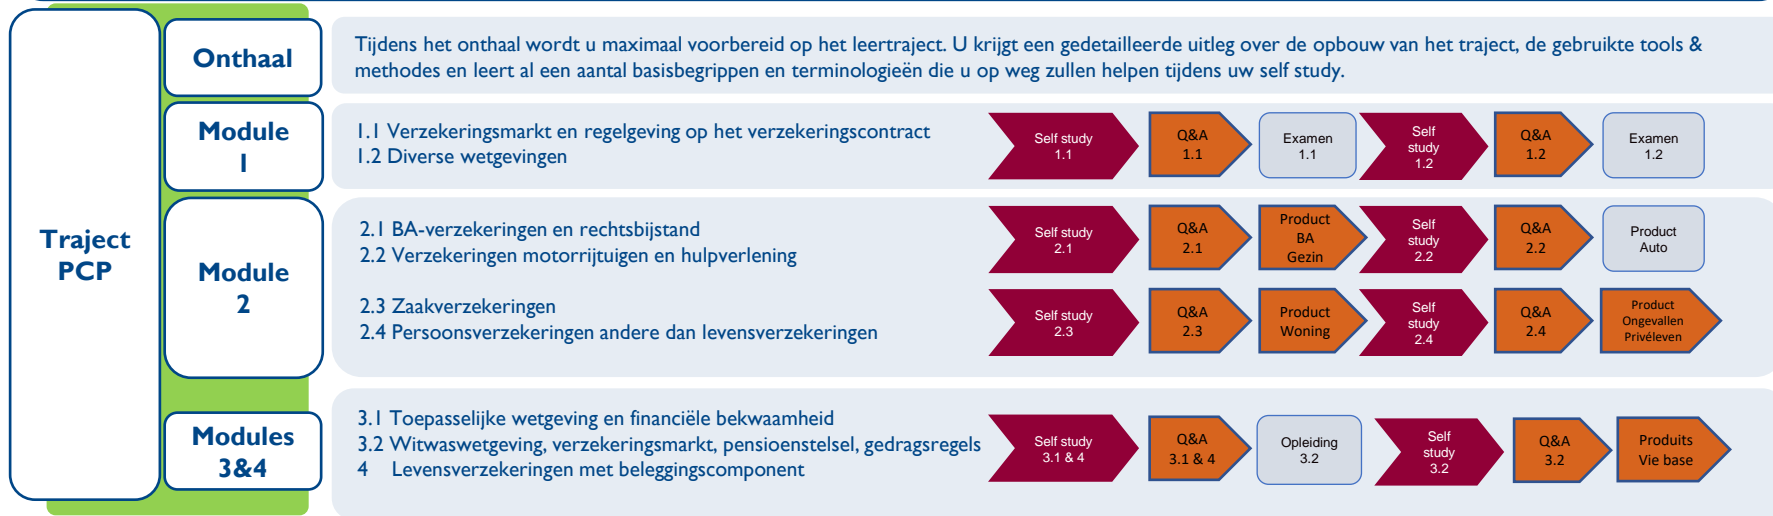 Traject
PCP
Onthaal
Tijdens het onthaal wordt u maximaal voorbereid op het leertraject. U krijgt een gedetailleerde uitleg over de opbouw van het traject, de gebruikte tools &
methodes en leert al een aantal basisbegrippen en terminologieën die u op weg zullen helpen tijdens uw self study.
Module
1
1.1 Verzekeringsmarkt en regelgeving op het verzekeringscontract
1.2 Diverse wetgevingen
Self study
1.1
Q&A
1.1
Examen
1.1
Self
study
1.2
Q&A
1.2
Examen
1.2
Module
2
2.1 BA-verzekeringen en rechtsbijstand
2.2 Verzekeringen motorrijtuigen en hulpverlening
Self study
2.1
Q&A
2.1
Product
BA
Gezin
Self
study
2.2
Q&A
2.2
Product
Auto
2.3 Zaakverzekeringen
2.4 Persoonsverzekeringen andere dan levensverzekeringen
Self study
2.3
Q&A
2.3
Product
Woning
Self
study
2.4
Q&A
2.4
Product
Ongevallen
Privéleven
Modules
3&4
3.1 Toepasselijke wetgeving en financiële bekwaamheid
3.2 Witwaswetgeving, verzekeringsmarkt, pensioenstelsel, gedragsregels
4 Levensverzekeringen met beleggingscomponent
Self study
3.1 & 4
Q&A
3.1 & 4
Opleiding
3.2
Self
study
3.2
Q&A
3.2
Produits
Vie base